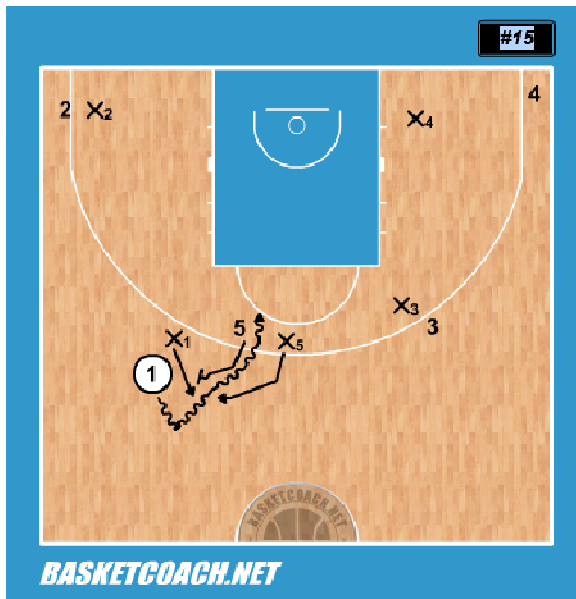 #15
2 X2
X4 4
X3 3
X1 5 X5
1
BASKETCOACH.NET
BASKETCOACH.NET